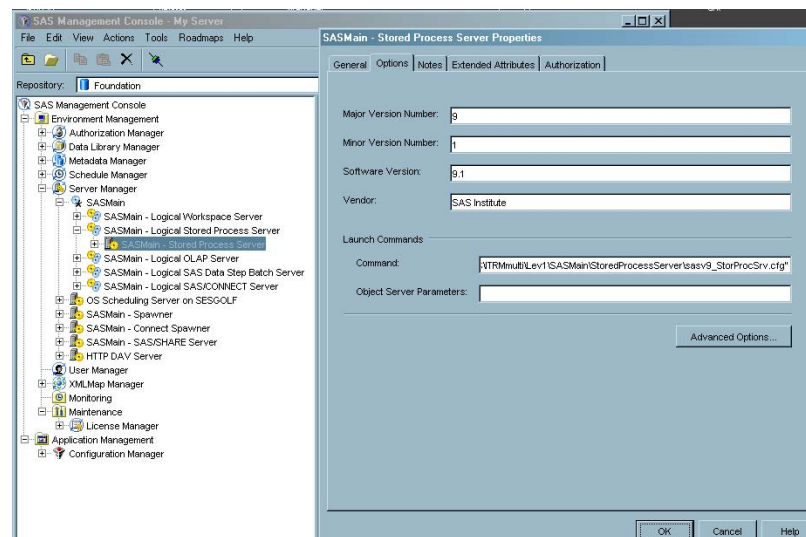 SAS Management Console - My Server
File Edit View Actions Tools Roadmaps Help
Repository: Foundation
SAS Management Console
Environment Management
Authorization Manager
Data Library Manager
Metadata Manager
Schedule Manager
Server Manager
SASMain
SASMain - Logical Workspace Server
SASMain - Logical Stored Process Server
SASMain - Stored Process Server
SASMain - Logical OLAP Server
SASMain - Logical SAS Data Step Batch Server
SASMain - Logical SAS/CONNECT Server
OS Scheduling Server on SESGOLF
SASMain - Spawner
SASMain - Connect Spawner
SASMain - SAS/SHARE Server
HTTP DAV Server
User Manager
XMLMap Manager
Monitoring
Maintenance
License Manager
Application Management
Configuration Manager
SASMain - Stored Process Server Properties
General Options Notes Extended Attributes Authorization
Major Version Number: 9
Minor Version Number: 1
Software Version: 9.1
Vendor: SAS Institute
Launch Commands
Command: :\ITRMmulti\Lev1\SASMain\StoredProcessServer\sasv9_StorProcSrv.cfg"
Object Server Parameters:
Advanced Options...
OK Cancel Help